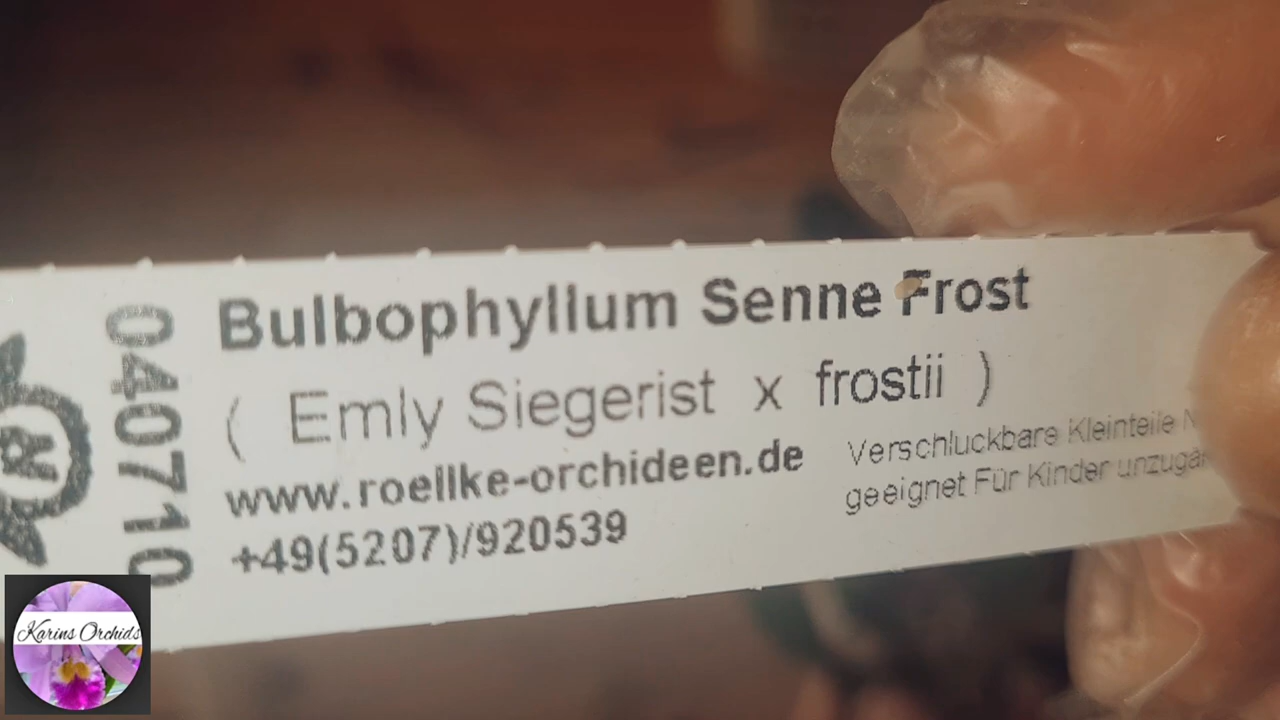 040710
Bulbophyllum Senne Frost
( Emly Siegerist x frostii )
www.roellke-orchideen.de
+49(5207)/920539
Verschluckbare Kleinteile
geeignet Für Kinder
Karins Orchids